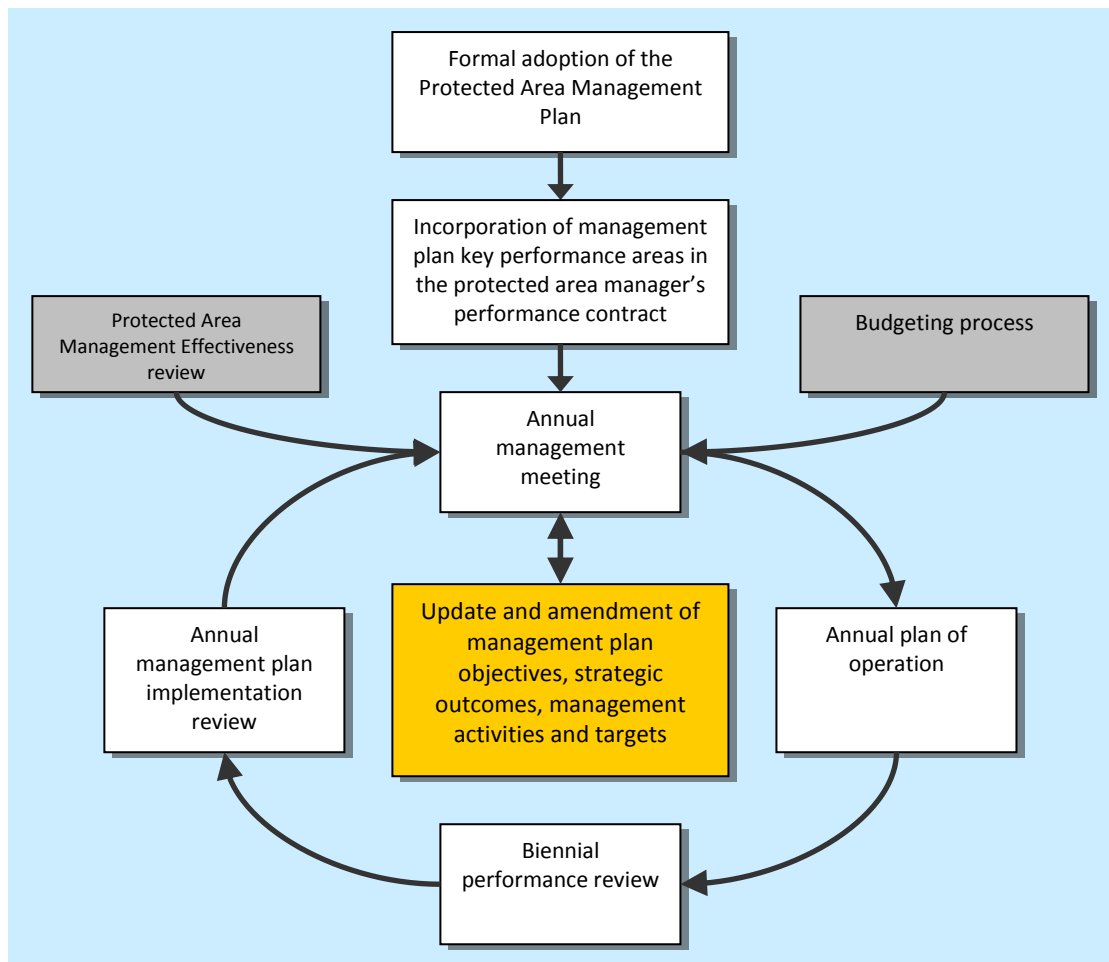 Formal adoption of the
Protected Area Management
Plan
Incorporation of management
plan key performance areas in
the protected area manager’s
performance contract
Protected Area
Management Effectiveness
review
Budgeting process
Annual
management
meeting
Annual
management plan
implementation
review
Update and amendment of
management plan
objectives, strategic
outcomes, management
activities and targets
Annual plan of
operation
Biennial
performance review